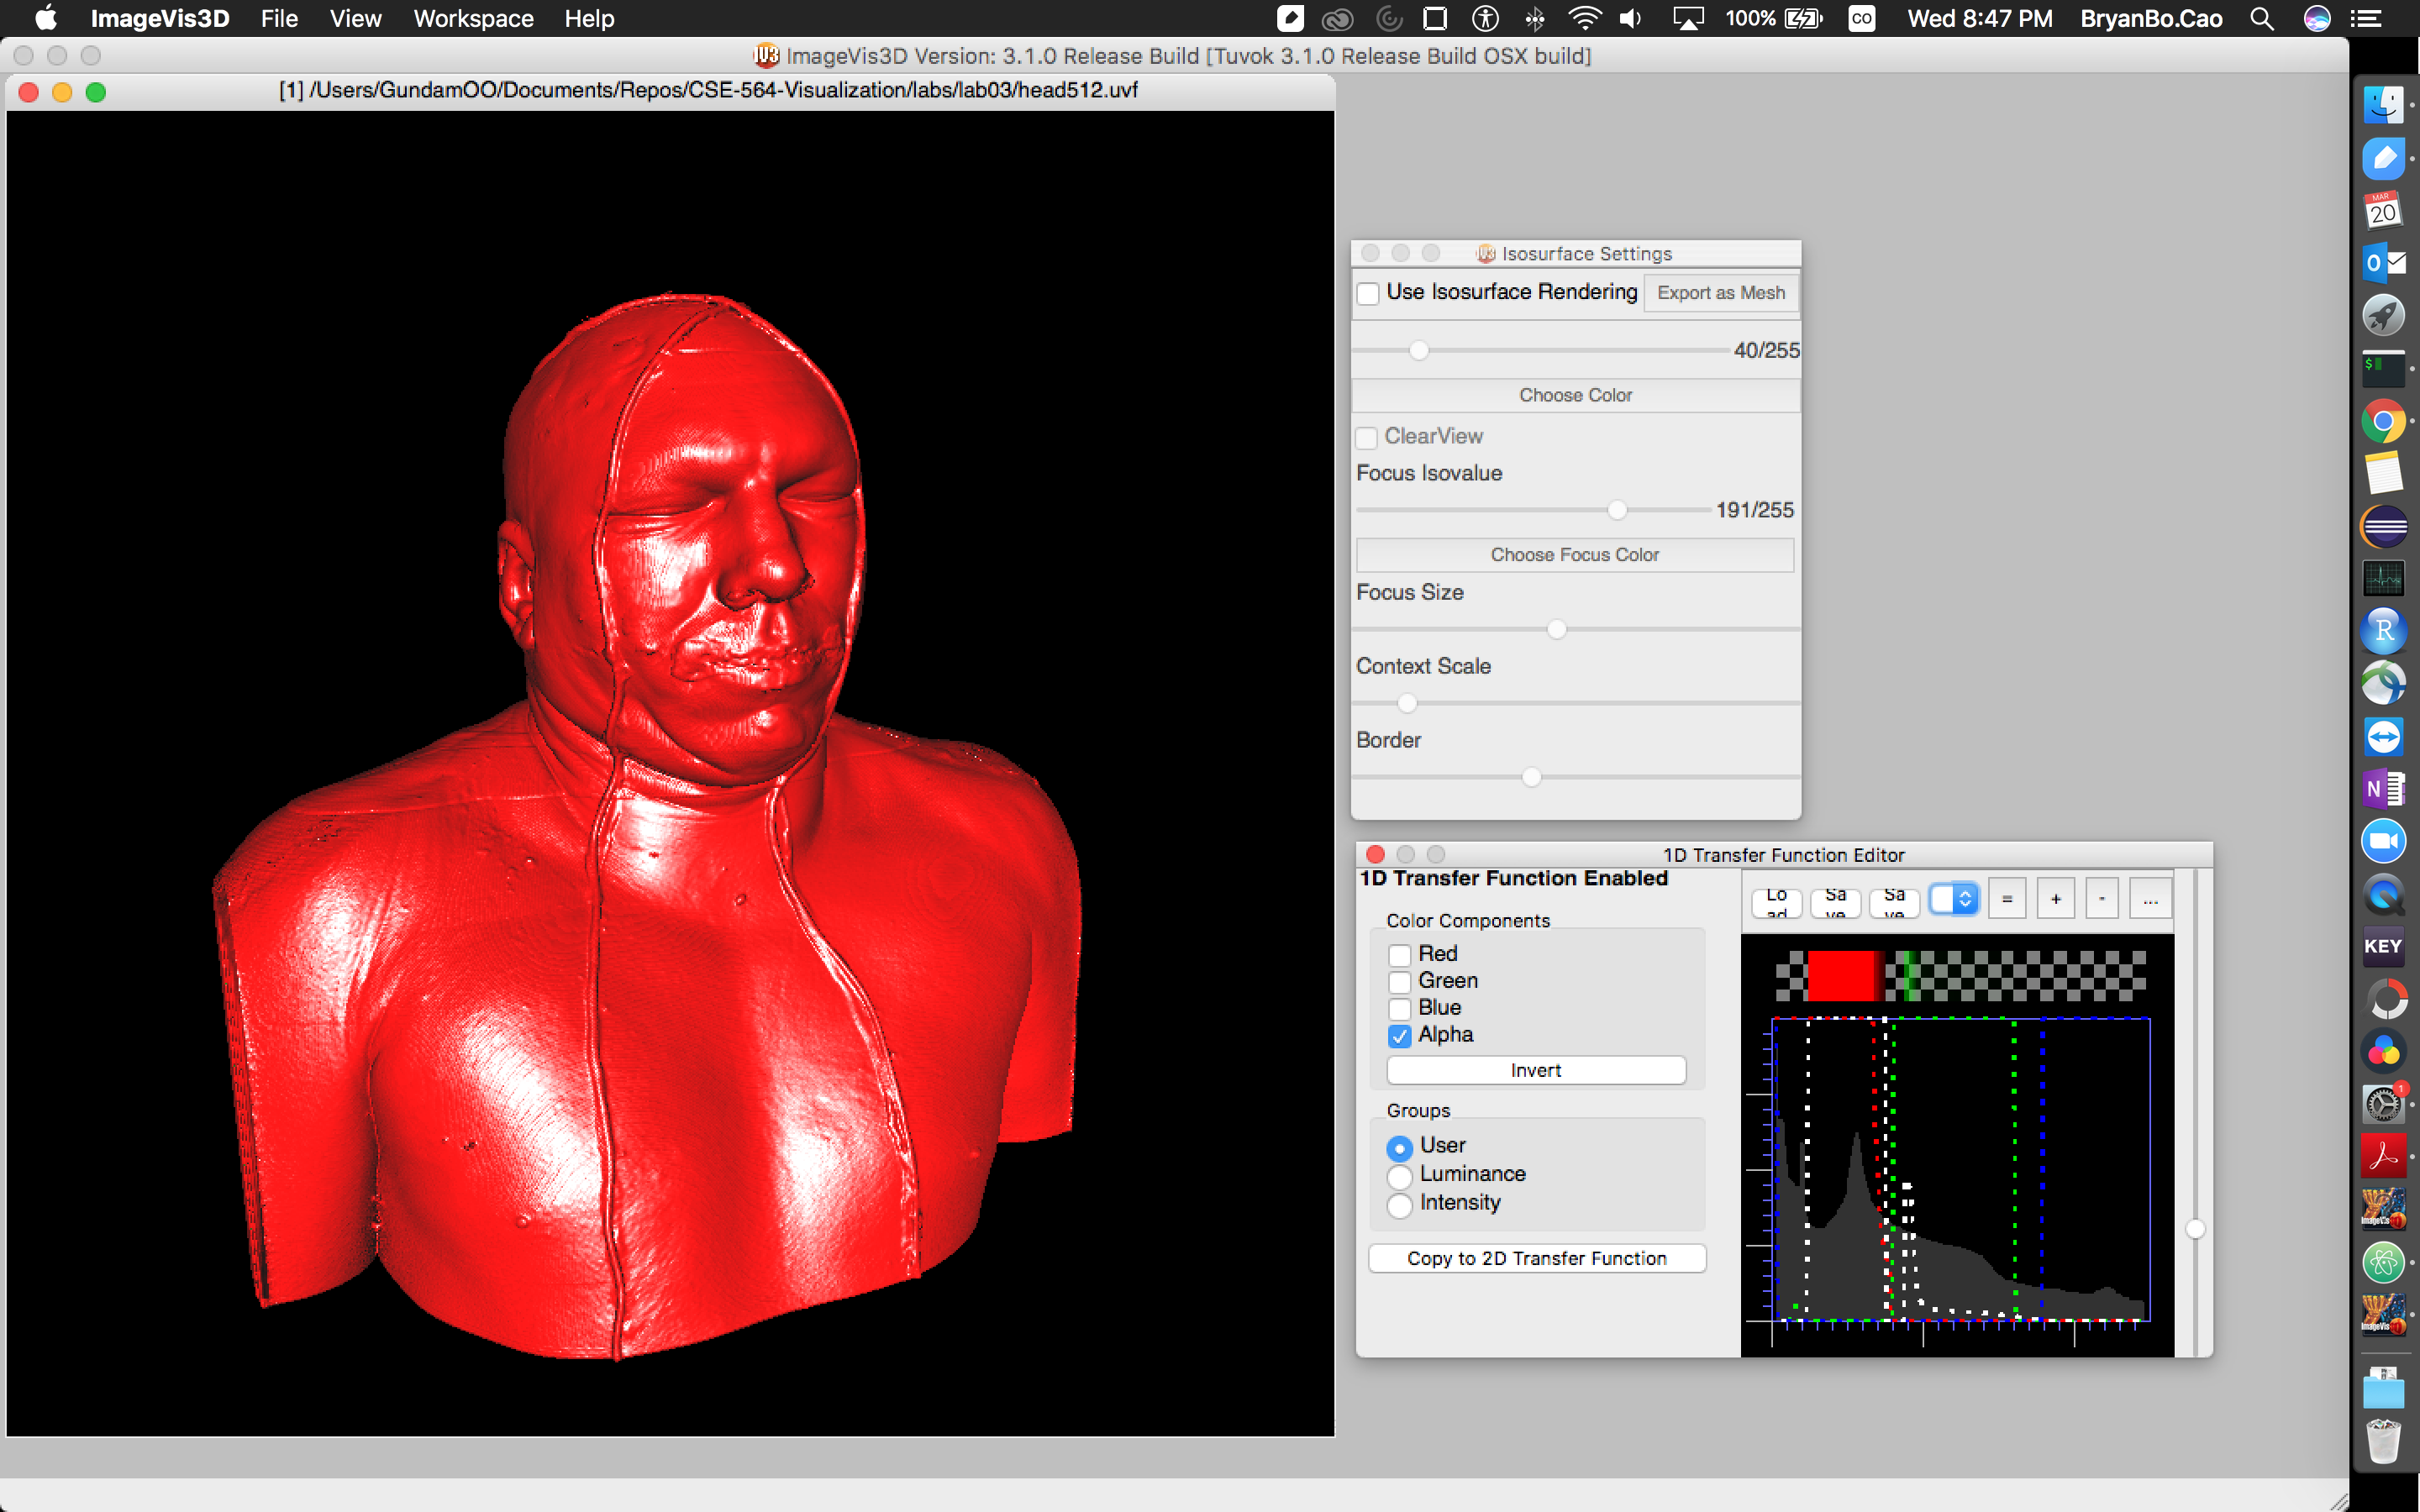 ImageVis3D File View Workspace Help
100% CO Wed 8:47 PM BryanBo.Cao
ImageVis3D Version: 3.1.0 Release Build [Tuvok 3.1.0 Release Build OSX build]
[1] /Users/GundamOO/Documents/Repos/CSE-564-Visualization/labs/lab03/head512.uvf
Isosurface Settings
Use Isosurface Rendering Export as Mesh
40/255
Choose Color
ClearView
Focus Isovalue
191/255
Choose Focus Color
Focus Size
Context Scale
Border
1D Transfer Function Editor
1D Transfer Function Enabled
Lo ad Sa ve Sa ve = + - ...
Color Components
Red
Green
Blue
Alpha
Invert
Groups
User
Luminance
Intensity
Copy to 2D Transfer Function
MAR
20
O
$
R
N
KEY
1